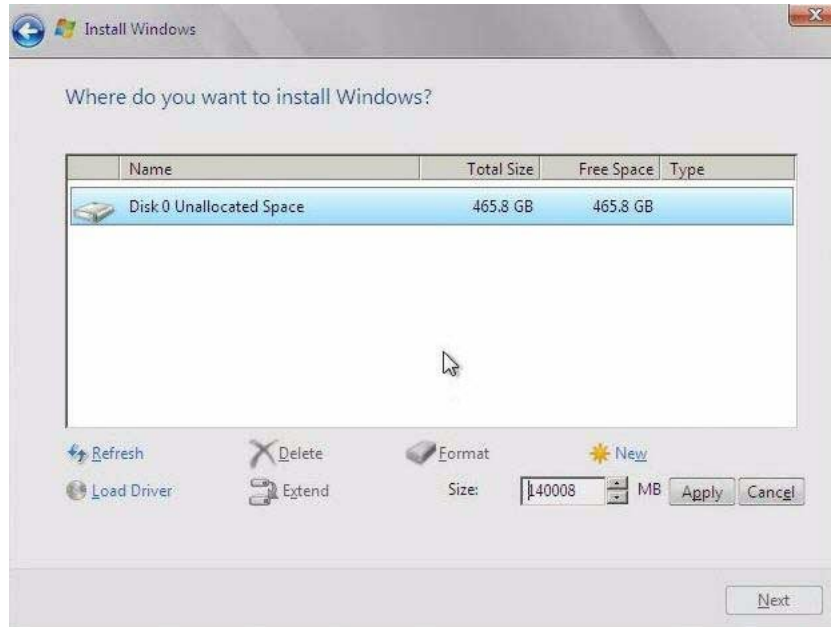 Install Windows
Where do you want to install Windows?
Name Total Size Free Space Type
Disk 0 Unallocated Space 465.8 GB 465.8 GB
Refresh Delete Format New
Load Driver Extend Size: 140008 MB Apply Cancel
Next